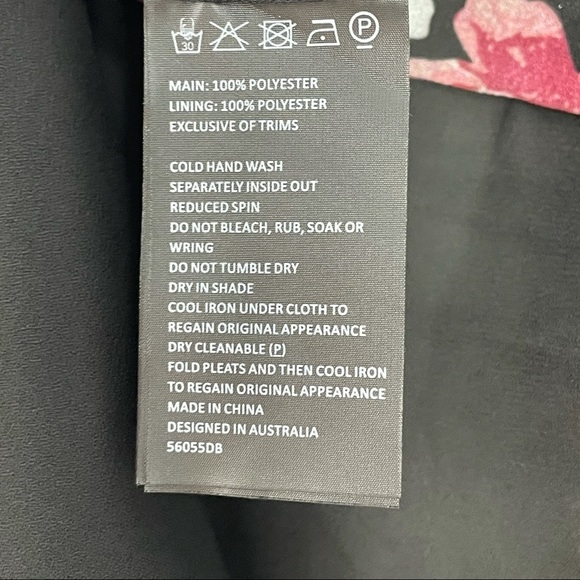 30 P
MAIN: 100% POLYESTER
LINING: 100% POLYESTER
EXCLUSIVE OF TRIMS
COLD HAND WASH
SEPARATELY INSIDE OUT
REDUCED SPIN
DO NOT BLEACH, RUB, SOAK OR
WRING
DO NOT TUMBLE DRY
DRY IN SHADE
COOL IRON UNDER CLOTH TO
REGAIN ORIGINAL APPEARANCE
DRY CLEANABLE (P)
FOLD PLEATS AND THEN COOL IRON
TO REGAIN ORIGINAL APPEARANCE
MADE IN CHINA
DESIGNED IN AUSTRALIA
56055DB